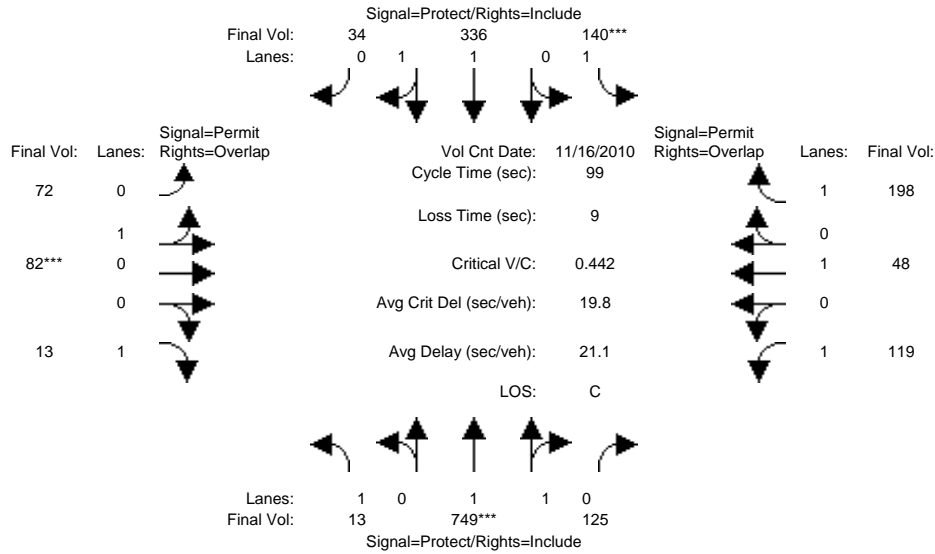 Signal=Protect/Rights=Include
Final Vol: 34 336 140***
Lanes: 0 1 1 0 1
Signal=Permit Signal=Permit
Final Vol: Lanes: Rights=Overlap Vol Cnt Date: 11/16/2010 Rights=Overlap Lanes: Final Vol:
Cycle Time (sec): 99
72 0 1 198
Loss Time (sec): 9
1 0
82*** 0 Critical V/C: 0.442 1 48
0 Avg Crit Del (sec/veh): 19.8 0
13 1 Avg Delay (sec/veh): 21.1 1 119
LOS: C
Lanes: 1 0 1 1 0
Final Vol: 13 749*** 125
Signal=Protect/Rights=Include